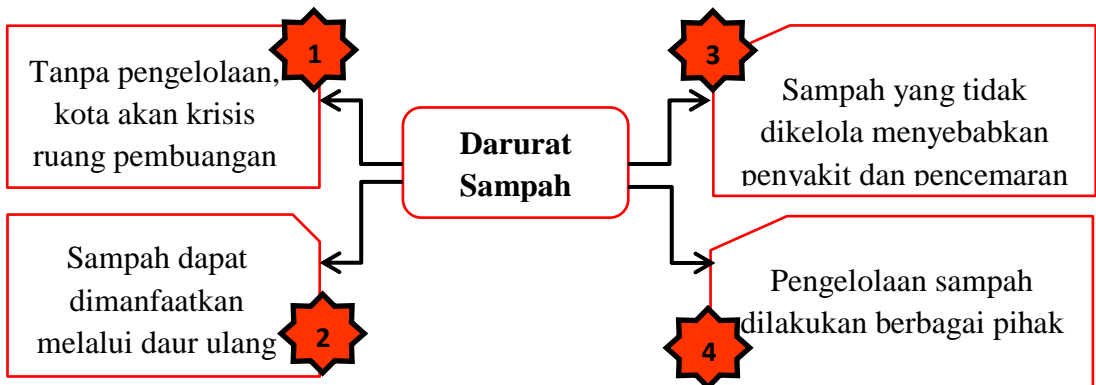 1
Tanpa pengelolaan,
kota akan krisis
ruang pembuangan
2
Sampah dapat
dimanfaatkan
melalui daur ulang
Darurat
Sampah
3
Sampah yang tidak
dikelola menyebabkan
penyakit dan pencemaran
4
Pengelolaan sampah
dilakukan berbagai pihak